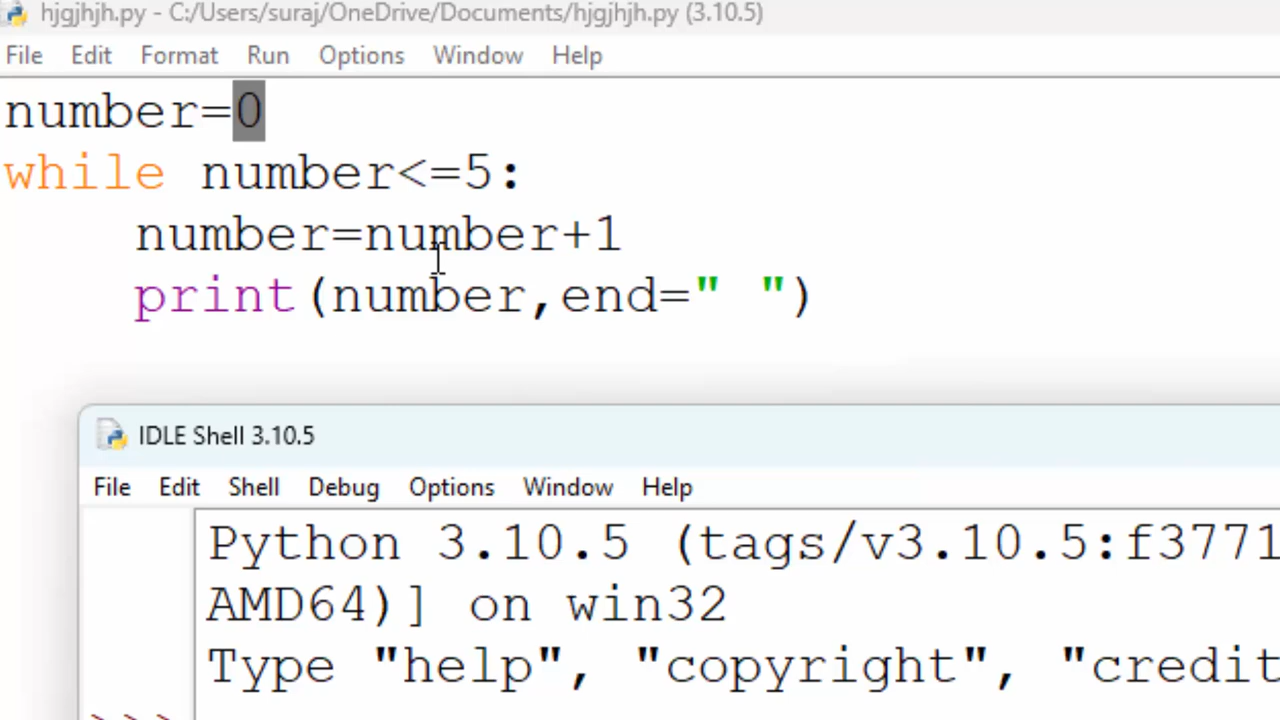 hjgjhjh.py - C:/Users/suraj/OneDrive/Documents/hjgjhjh.py (3.10.5)
File Edit Format Run Options Window Help
number=0
while number<=5:
    number=number+1
    print(number,end=" ")
IDLE Shell 3.10.5
File Edit Shell Debug Options Window Help
Python 3.10.5 (tags/v3.10.5:f3771
AMD64)] on win32
Type "help", "copyright", "credit
>>>